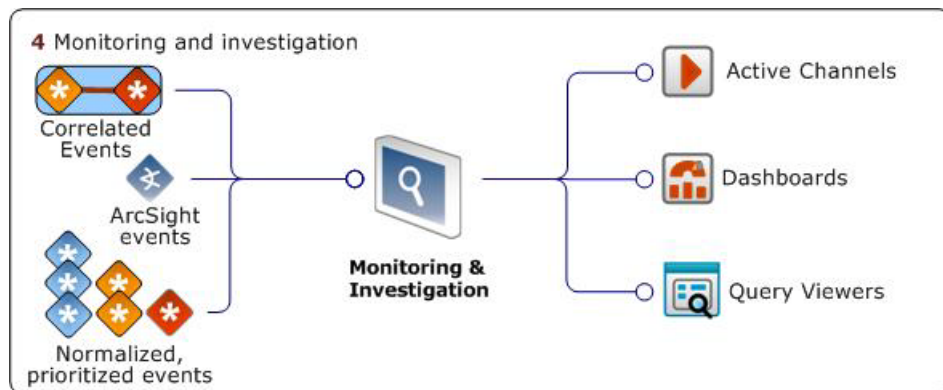 4 Monitoring and investigation
Correlated
Events
ArcSight
events
Normalized,
prioritized events
Monitoring &
Investigation
Active Channels
Dashboards
Query Viewers